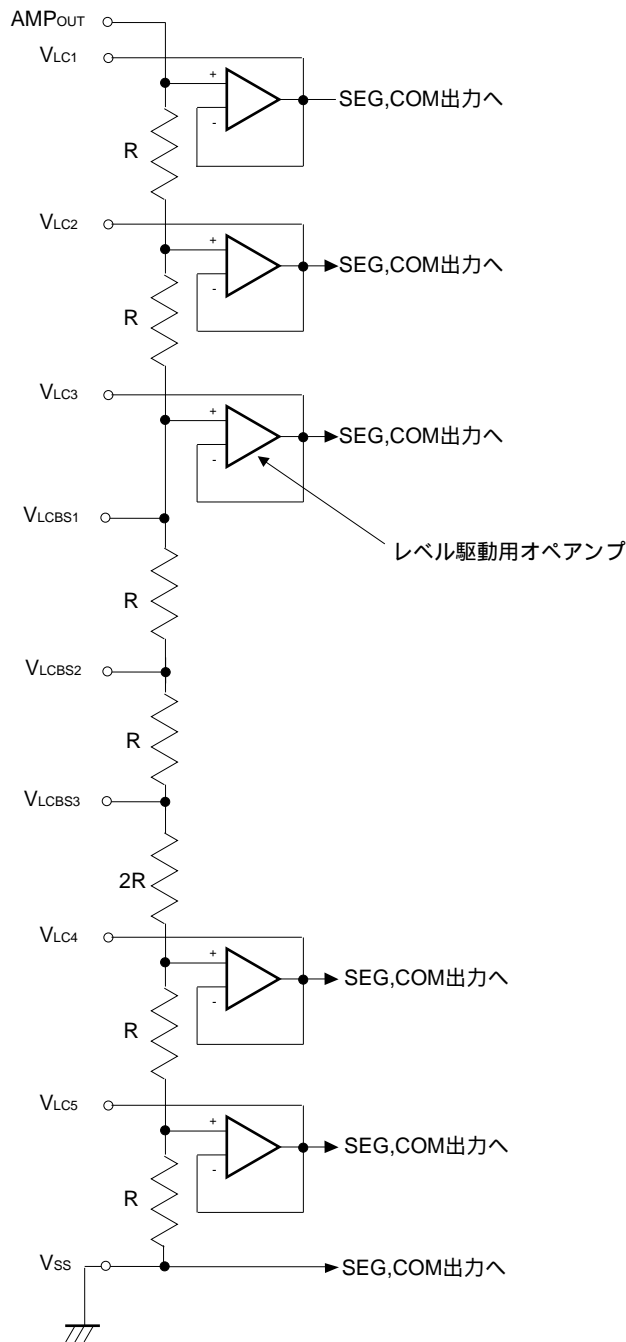 AMPOUT
VLC1
+
-
SEG,COM出力へ
R
VLC2
+
-
SEG,COM出力へ
R
VLC3
+
-
SEG,COM出力へ
VLCBS1
レベル駆動用オペアンプ
R
VLCBS2
R
VLCBS3
2R
VLC4
+
-
SEG,COM出力へ
R
VLC5
+
-
SEG,COM出力へ
R
VSS
SEG,COM出力へ